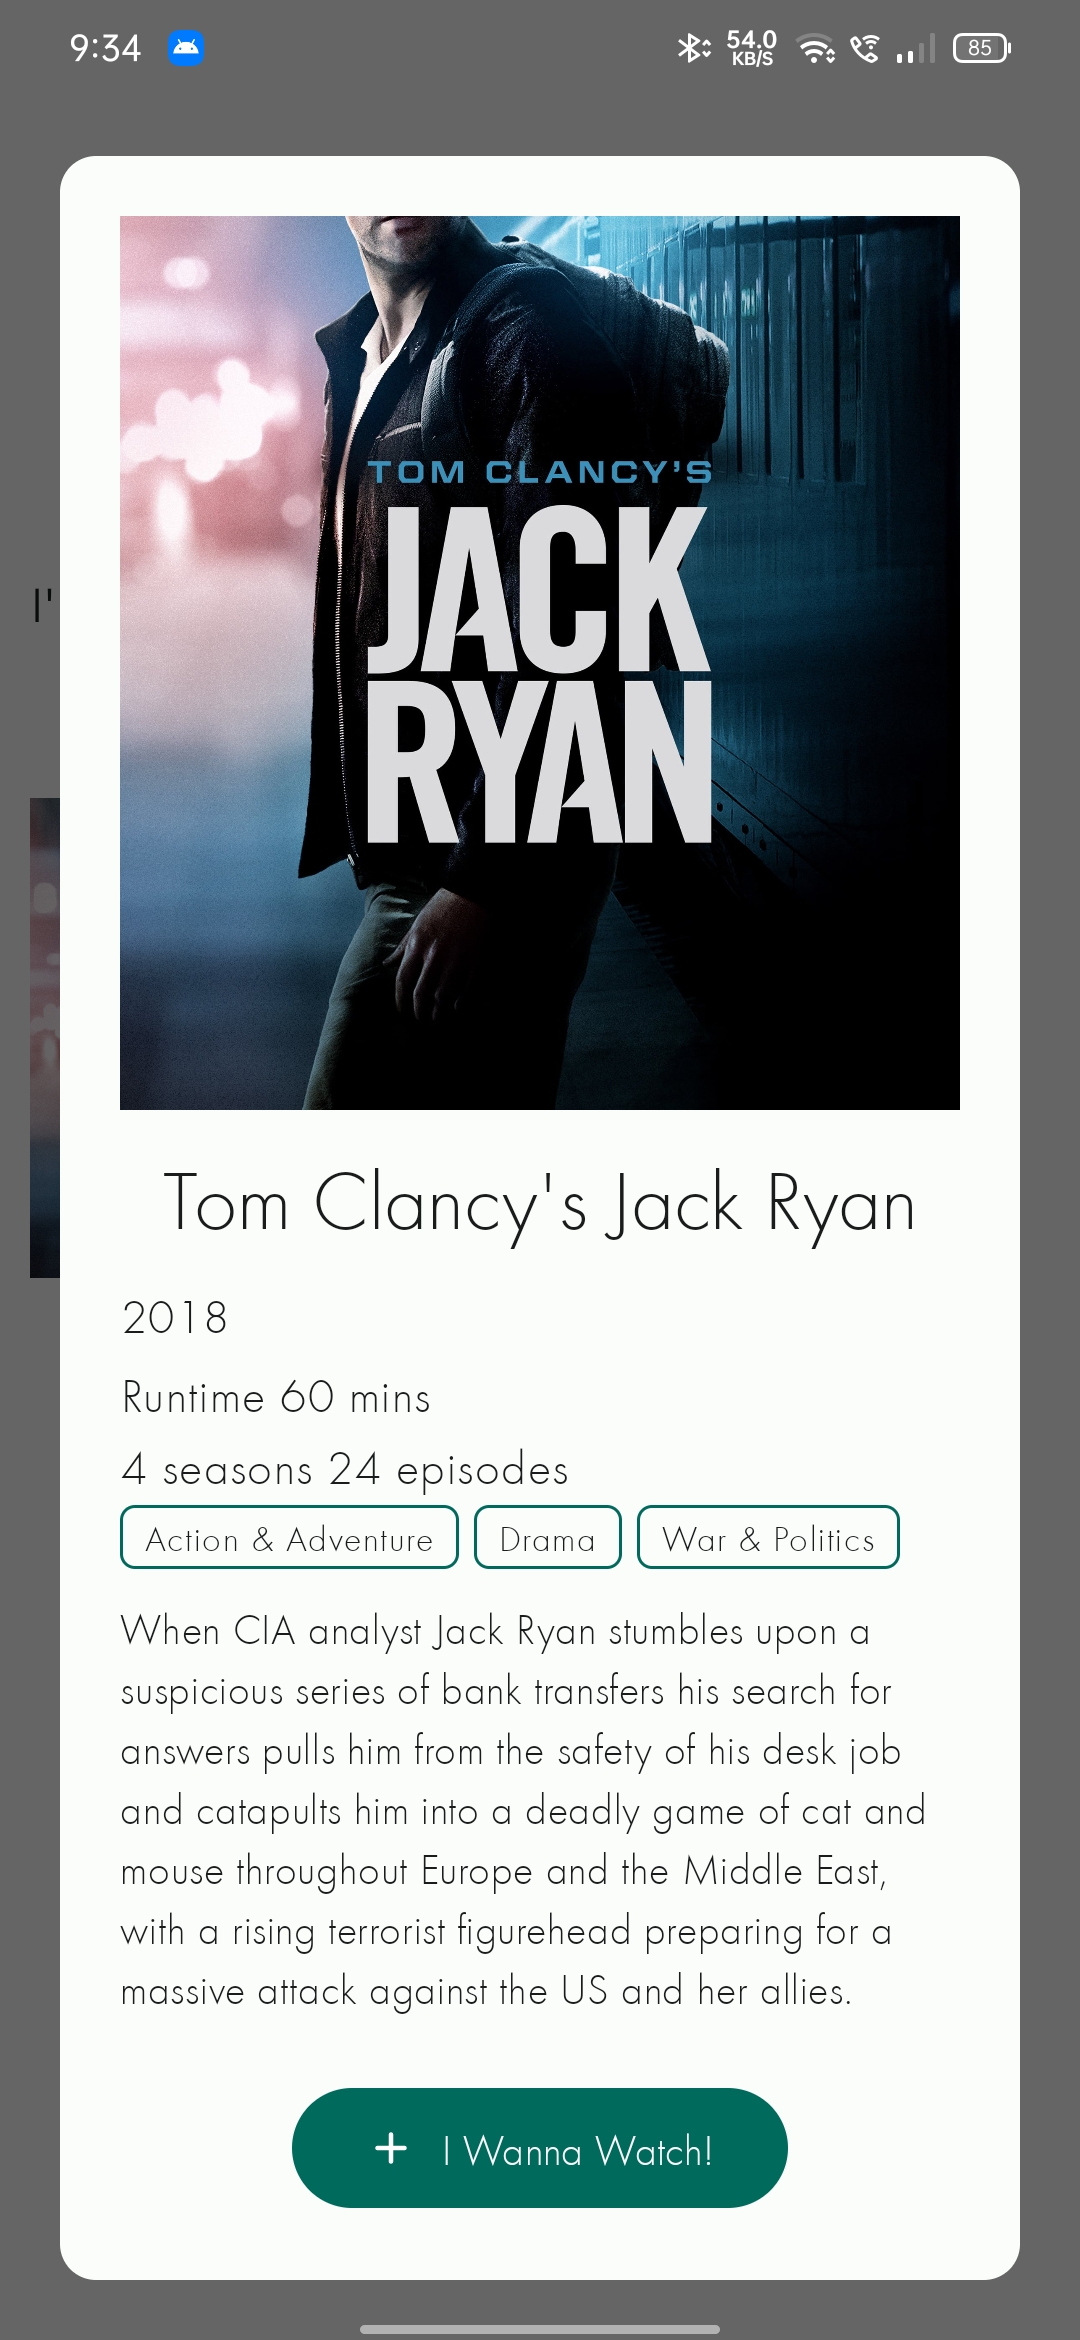 9:34
54.0
KB/S
85
I'
TOM CLANCY'S
JACK
RYAN
Tom Clancy's Jack Ryan
2018
Runtime 60 mins
4 seasons 24 episodes
Action & Adventure Drama War & Politics
When CIA analyst Jack Ryan stumbles upon a
suspicious series of bank transfers his search for
answers pulls him from the safety of his desk job
and catapults him into a deadly game of cat and
mouse throughout Europe and the Middle East,
with a rising terrorist figurehead preparing for a
massive attack against the US and her allies.
+ I Wanna Watch!